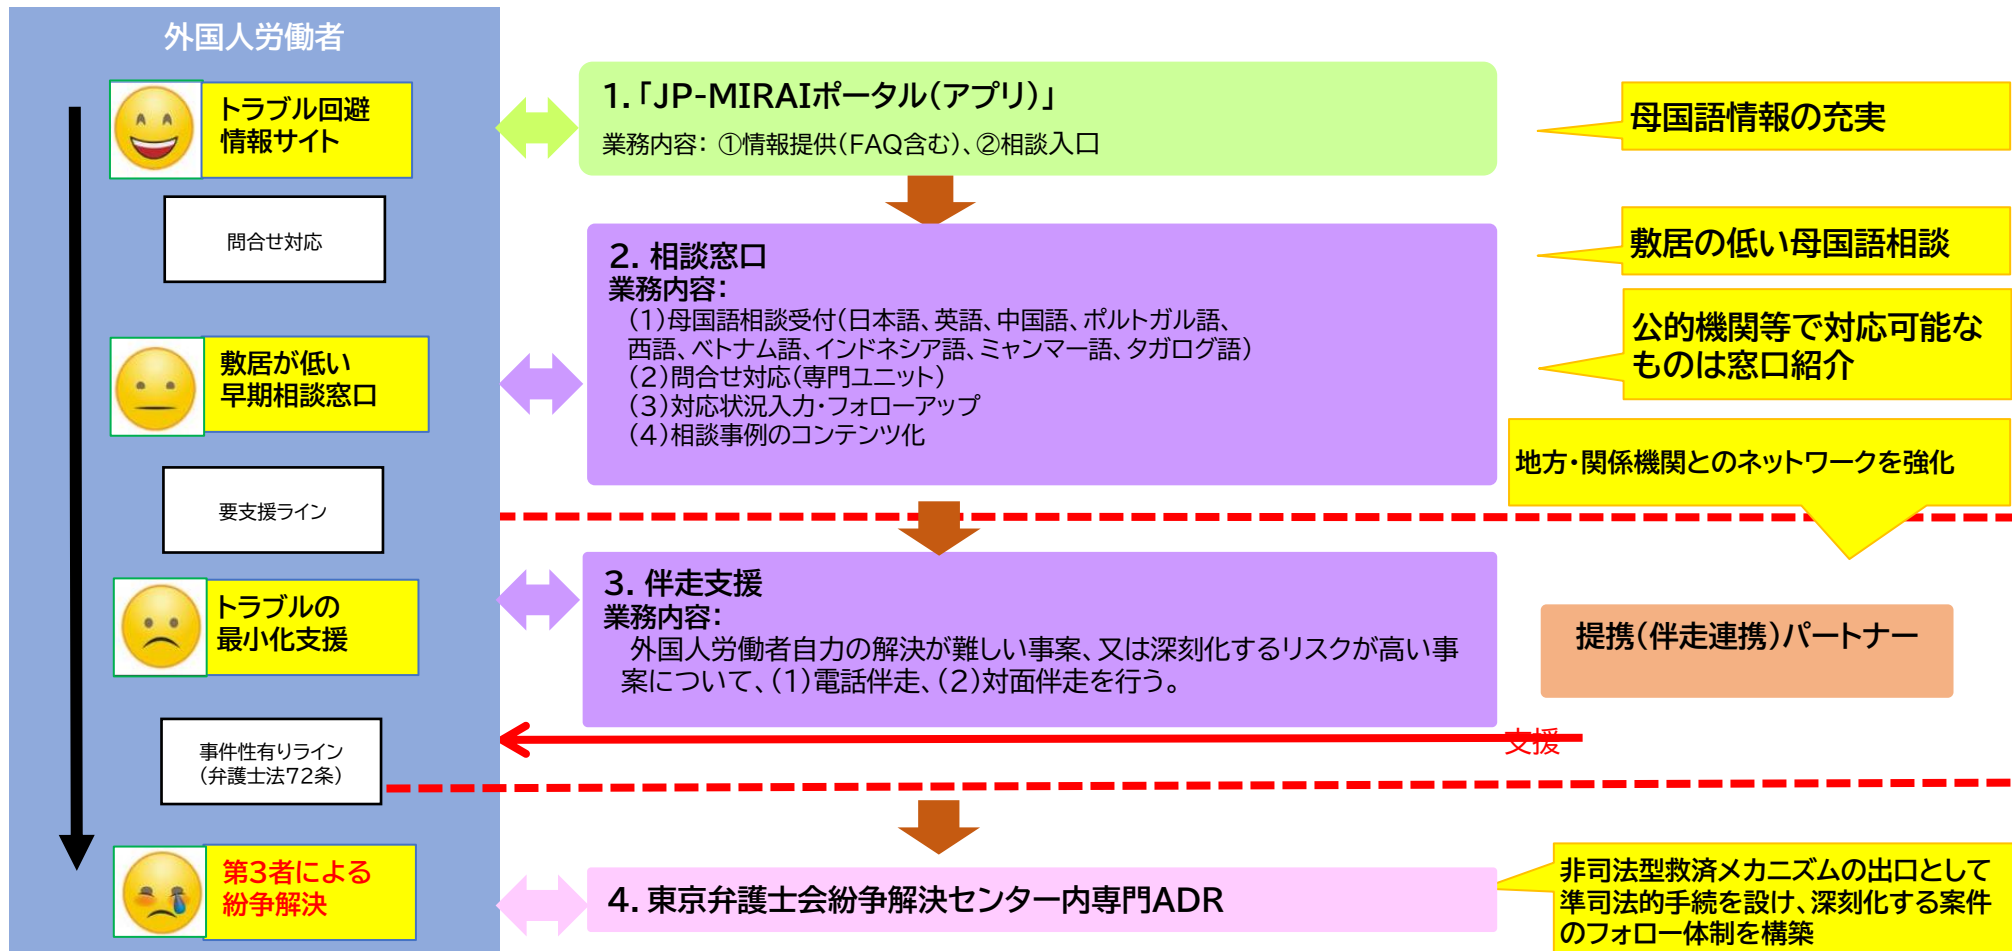 外国人労働者
トラブル回避
情報サイト
問合せ対応
敷居が低い
早期相談窓口
要支援ライン
トラブルの
最小化支援
事件性有りライン
(弁護士法72条)
第3者による
紛争解決
1.「JP-MIRAIポータル(アプリ)」
業務内容: ①情報提供(FAQ含む)、②相談入口
2. 相談窓口
業務内容:
(1)母国語相談受付(日本語、英語、中国語、ポルトガル語、
西語、ベトナム語、インドネシア語、ミャンマー語、タガログ語)
(2)問合せ対応(専門ユニット)
(3)対応状況入力・フォローアップ
(4)相談事例のコンテンツ化
3. 伴走支援
業務内容:
外国人労働者自力の解決が難しい事案、又は深刻化するリスクが高い事
案について、(1)電話伴走、(2)対面伴走を行う。
支援
4. 東京弁護士会紛争解決センター内専門ADR
母国語情報の充実
敷居の低い母国語相談
公的機関等で対応可能な
ものは窓口紹介
地方・関係機関とのネットワークを強化
提携(伴走連携)パートナー
非司法型救済メカニズムの出口として
準司法的手続を設け、深刻化する案件
のフォロー体制を構築